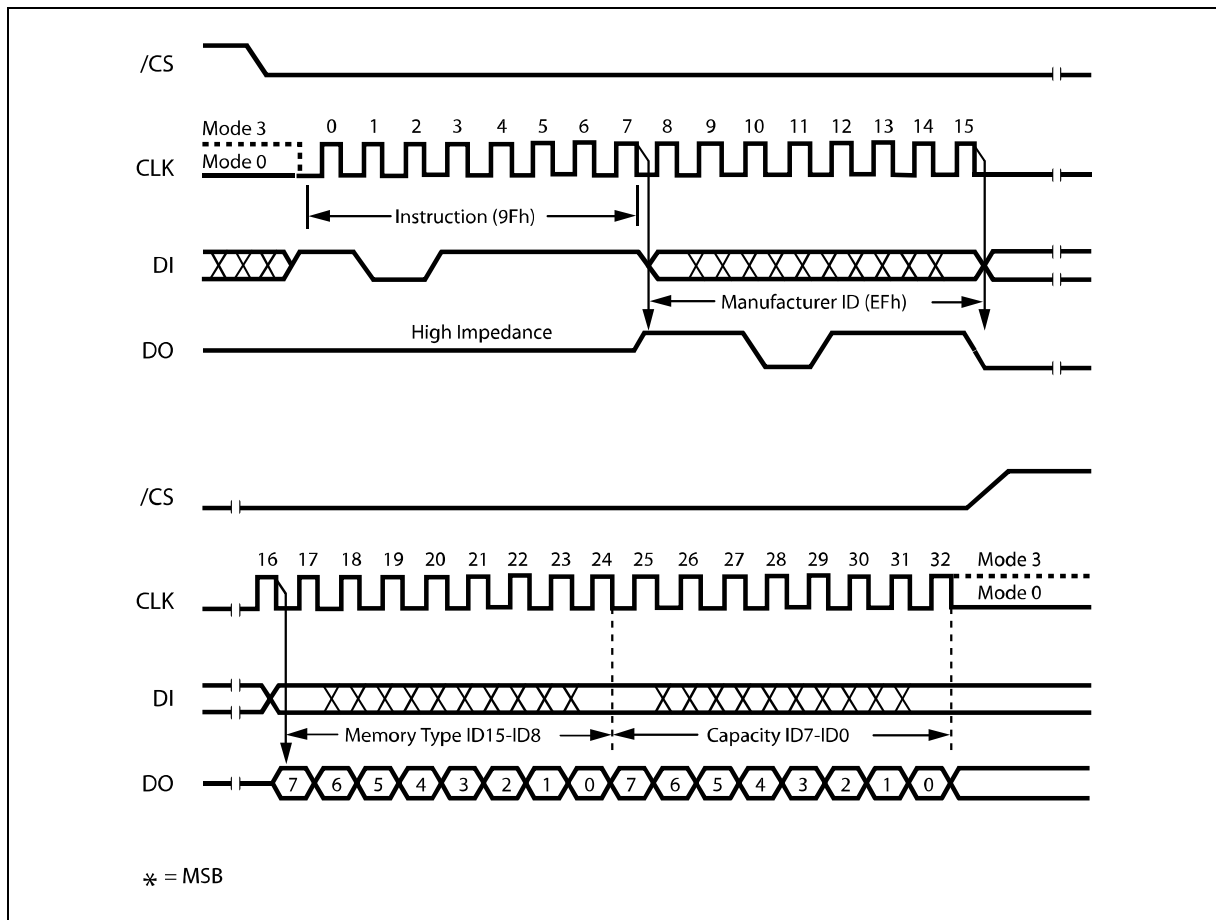 /CS
Mode 3
0 1 2 3 4 5 6 7 8 9 10 11 12 13 14 15
Mode 0
CLK
Instruction (9Fh)
DI
Manufacturer ID (EFh)
High Impedance
DO
/CS
16 17 18 19 20 21 22 23 24 25 26 27 28 29 30 31 32
Mode 3
CLK
Mode 0
DI
Memory Type ID15-ID8
Capacity ID7-ID0
DO
7 6 5 4 3 2 1 0 7 6 5 4 3 2 1 0
* = MSB